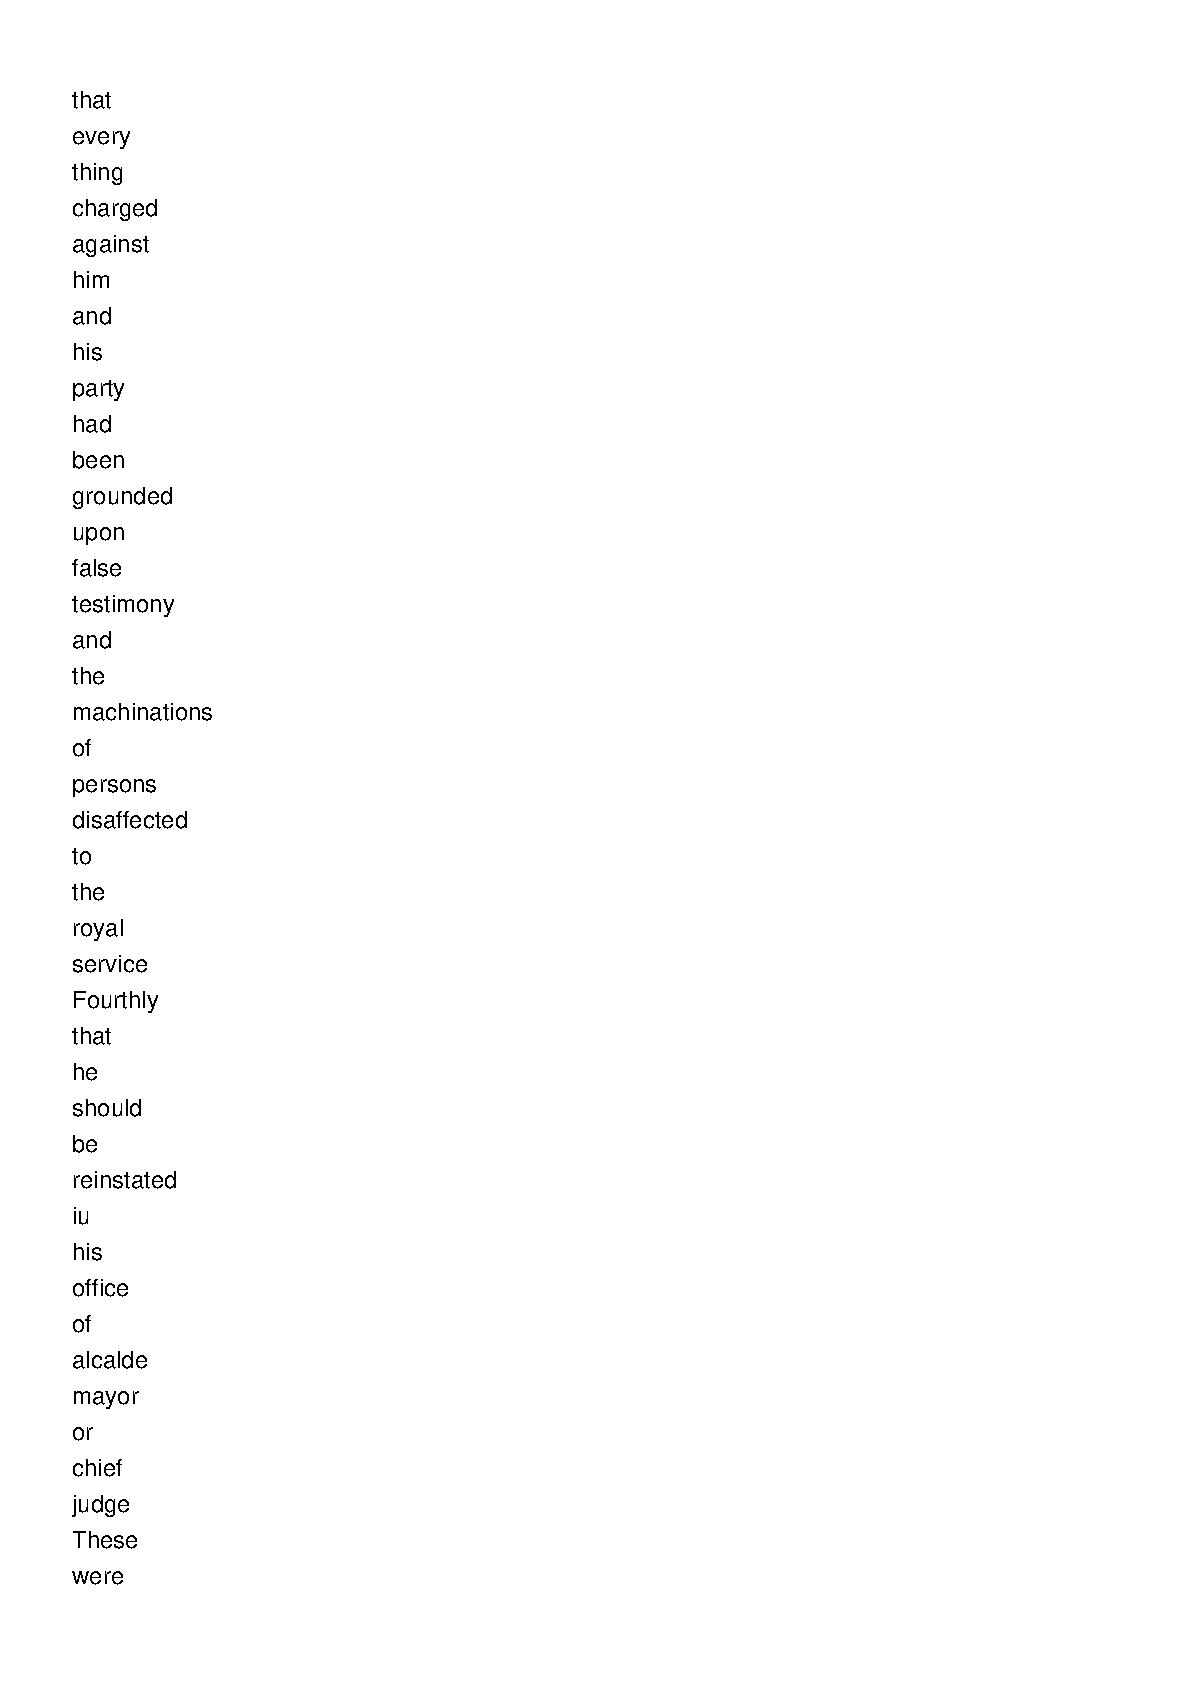 that
every
thing
charged
against
him
and
his
party
had
been
grounded
upon
false
testimony
and
the
machinations
of
persons
disaffected
to
the
royal
service
Fourthly
that
he
should
be
reinstated
iu
his
office
of
alcalde
mayor
or
chief
judge
These
were